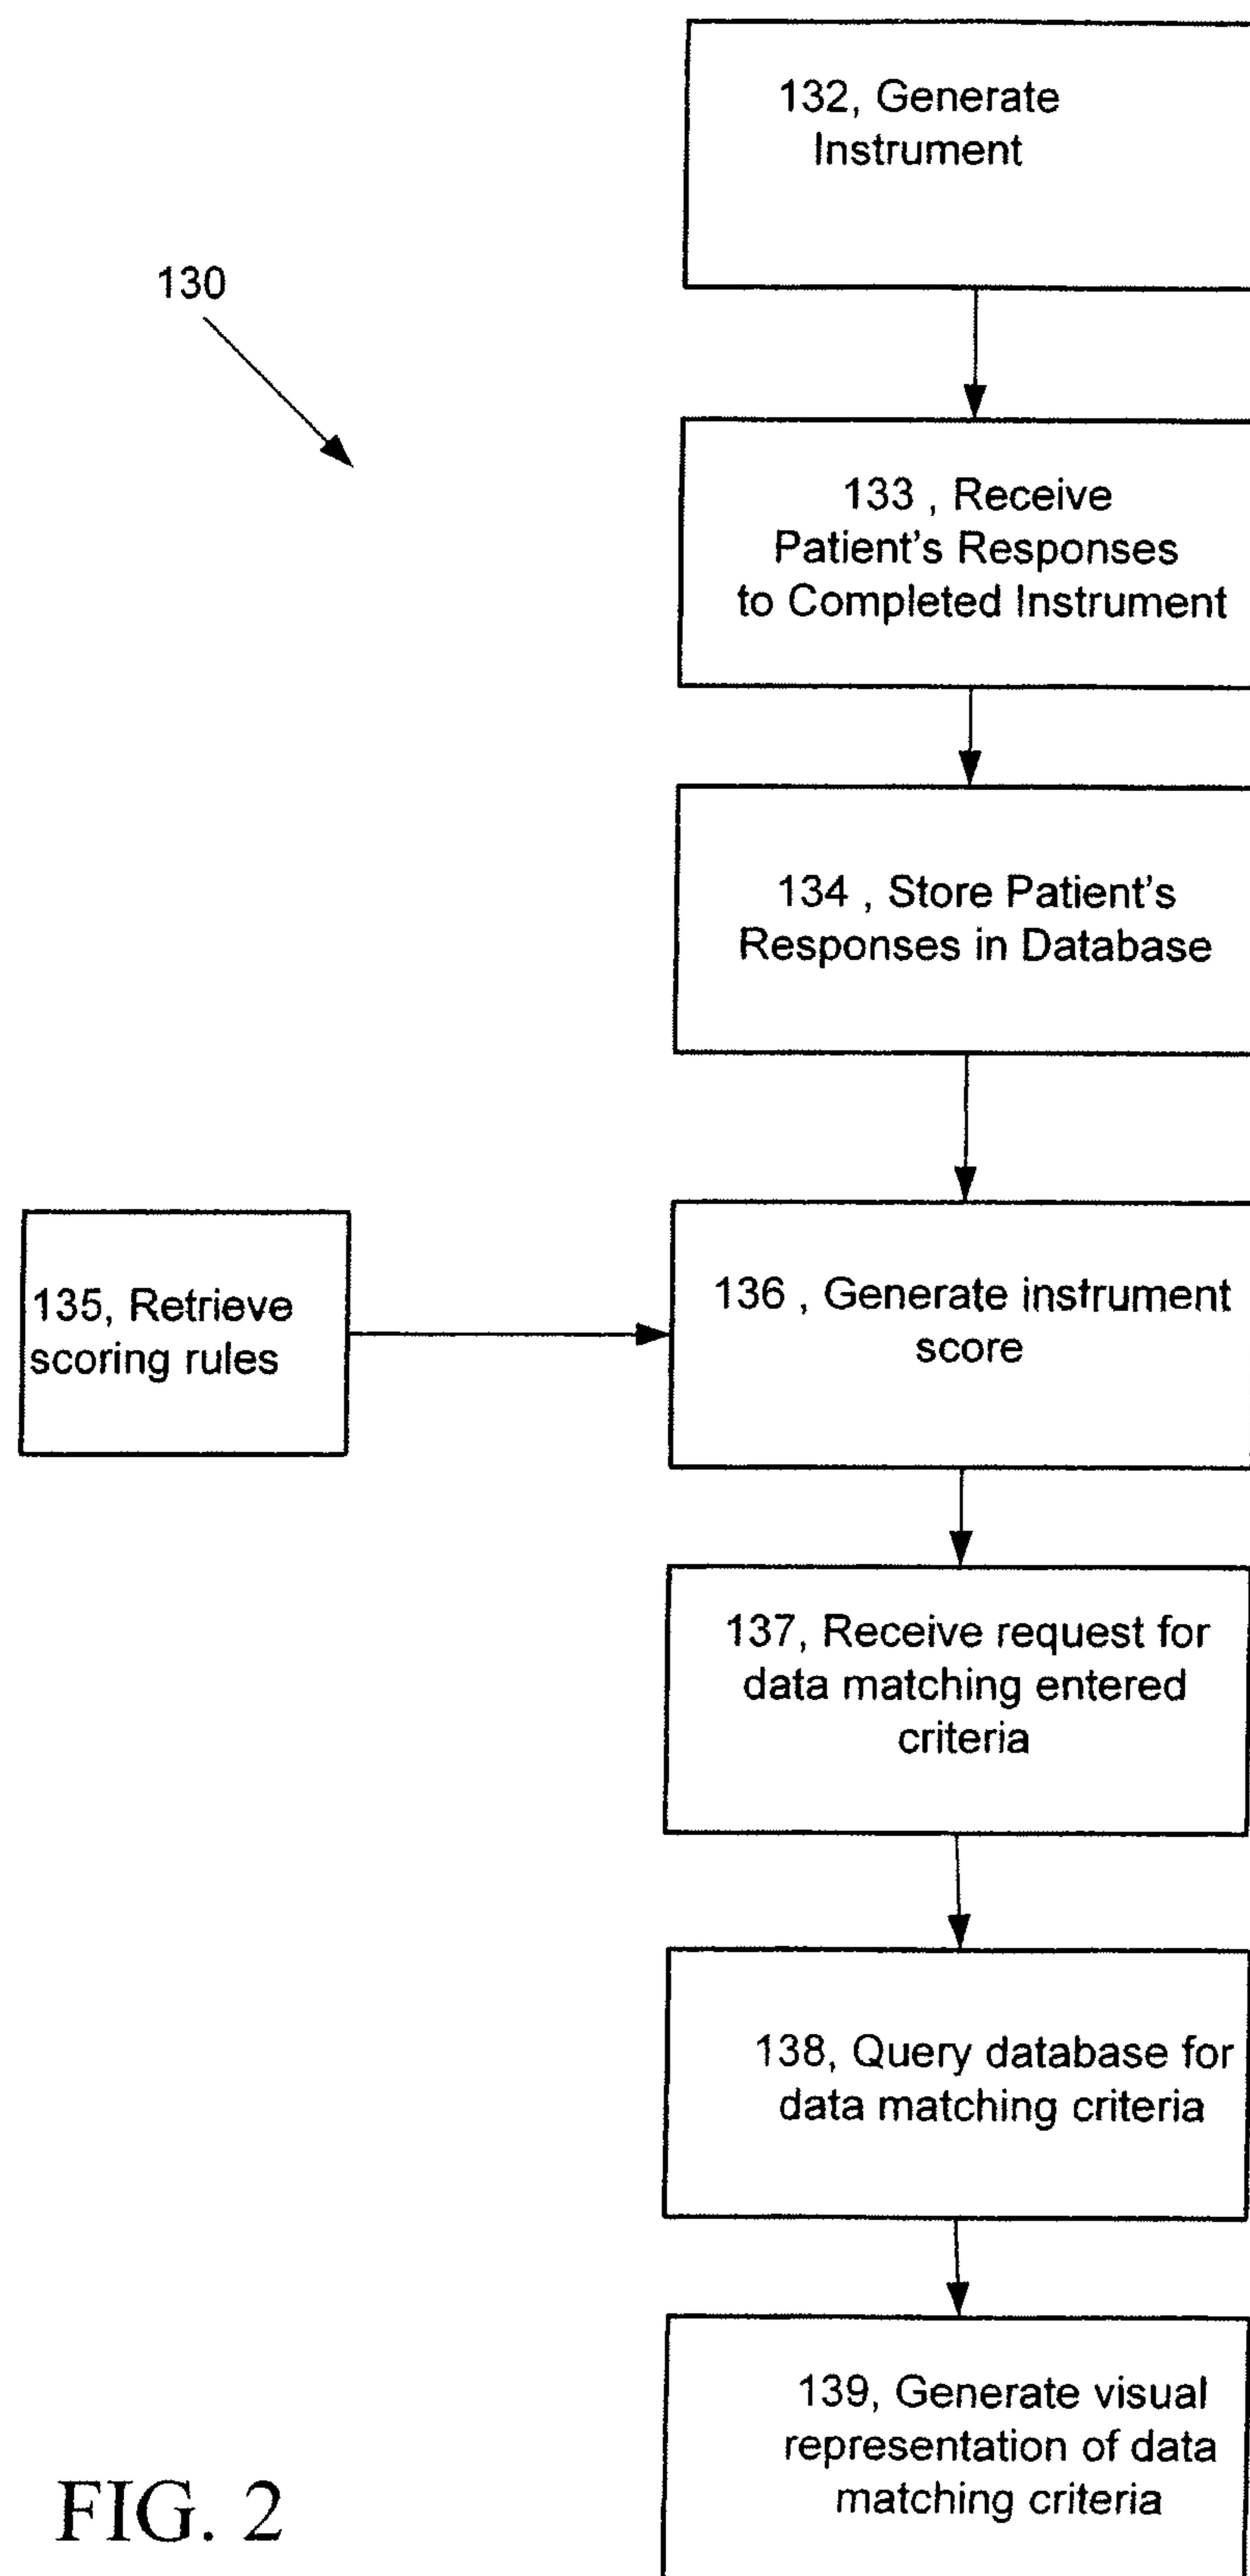 132, Generate
Instrument
130
133 , Receive
Patient's Responses
to Completed Instrument
134 , Store Patient's
Responses in Database
135, Retrieve
scoring rules
136 , Generate instrument
score
137, Receive request for
data matching entered
criteria
138, Query database for
data matching criteria
139, Generate visual
representation of data
matching criteria
FIG. 2